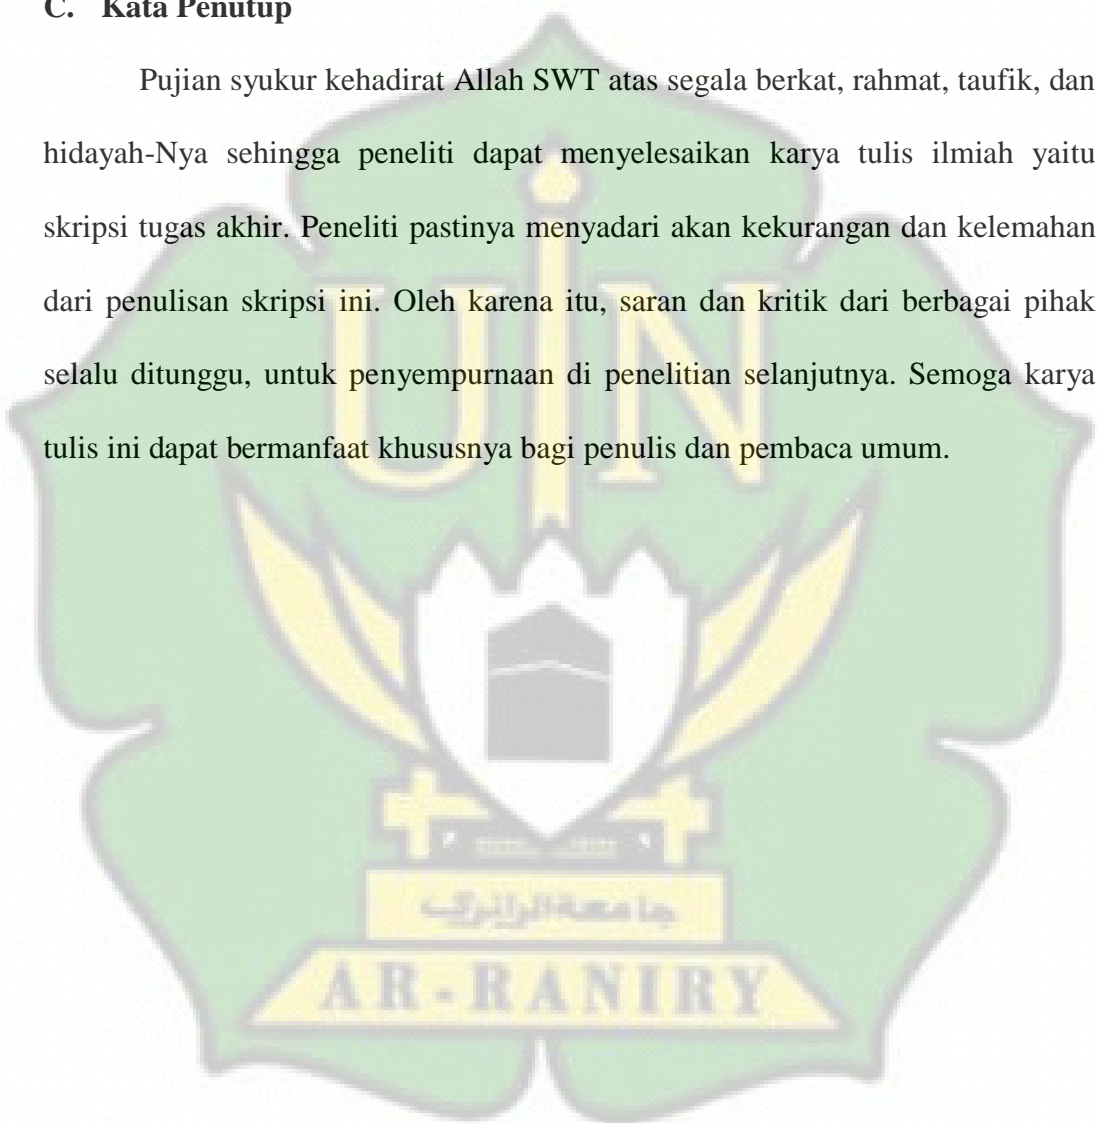 C. Kata Penutup
Pujian syukur kehadirat Allah SWT atas segala berkat, rahmat, taufik, dan
hidayah-Nya sehingga peneliti dapat menyelesaikan karya tulis ilmiah yaitu
skripsi tugas akhir. Peneliti pastinya menyadari akan kekurangan dan kelemahan
dari penulisan skripsi ini. Oleh karena itu, saran dan kritik dari berbagai pihak
selalu ditunggu, untuk penyempurnaan di penelitian selanjutnya. Semoga karya
tulis ini dapat bermanfaat khususnya bagi penulis dan pembaca umum.
UIN
جامعة الرانري
AR-RANIRY